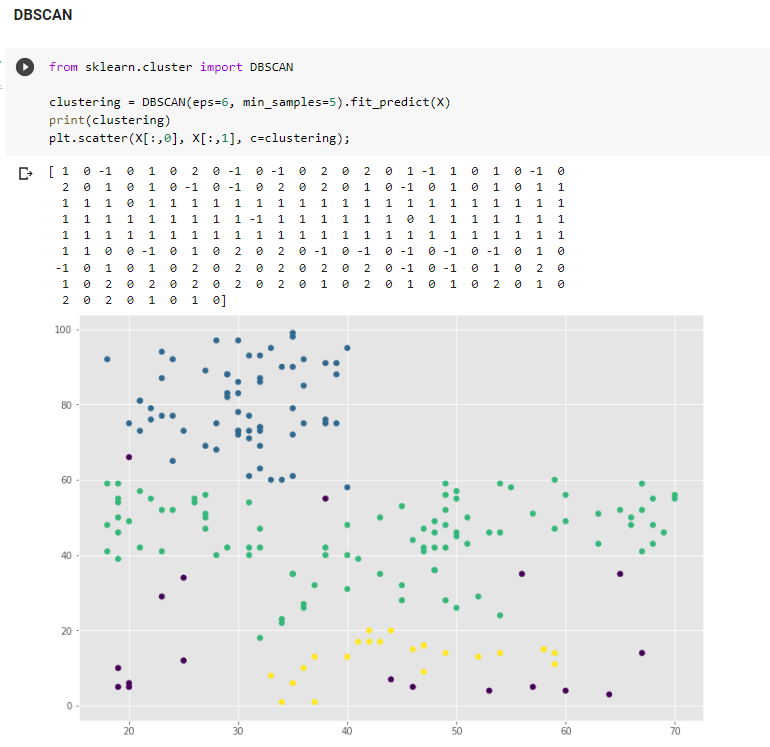 DBSCAN
from sklearn.cluster import DBSCAN
clustering = DBSCAN(eps=6, min_samples=5).fit_predict(X)
print(clustering)
plt.scatter(X[:,0], X[:,1], c=clustering);
[ 1 0 -1 0 1 0 2 0 -1 0 -1 0 2 0 2 0 1 -1 1 0 1 0 -1 0
2 0 1 0 1 0 -1 0 -1 0 2 0 2 0 1 0 -1 0 1 0 1 0 1 1
1 1 1 0 1 1 1 1 1 1 1 1 1 1 1 1 1 1 1 1 1 1 1 1
1 1 1 1 1 1 1 1 1 -1 1 1 1 1 1 1 0 1 1 1 1 1 1 1
1 1 1 1 1 1 1 1 1 1 1 1 1 1 1 1 1 1 1 1 1 1 1 1
1 1 0 0 -1 0 1 0 2 0 2 0 -1 0 -1 0 -1 0 -1 0 -1 0 1 0
-1 0 1 0 1 0 2 0 2 0 2 0 2 0 2 0 -1 0 -1 0 1 0 2 0
1 0 2 0 2 0 2 0 2 0 2 0 1 0 2 0 1 0 1 0 2 0 1 0
2 0 2 0 1 0 1 0]
100
80
60
40
20
0
20 30 40 50 60 70